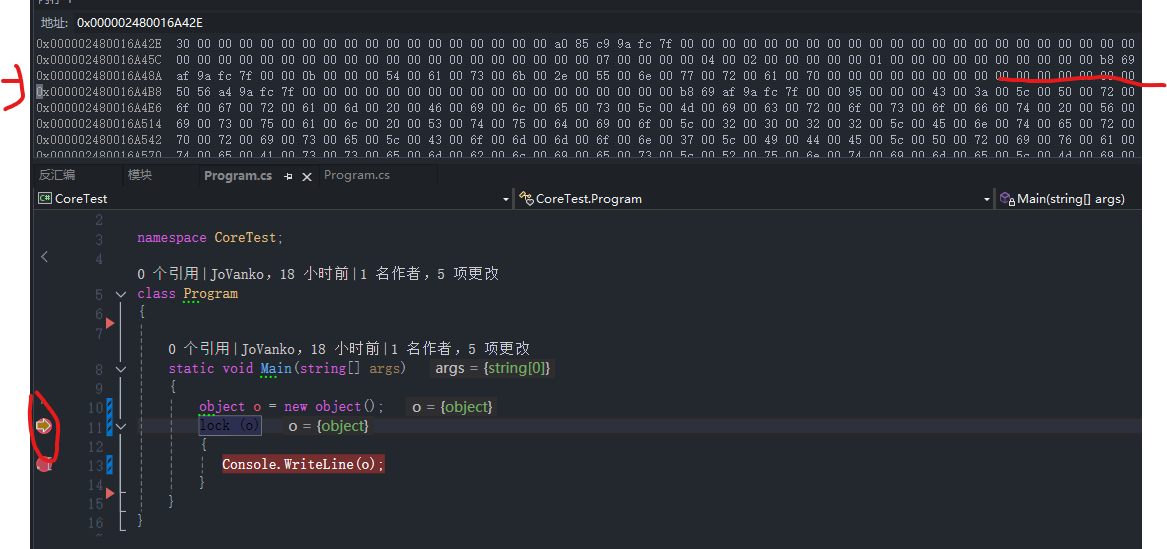 地址: 0x000002480016A42E
0x000002480016A42E 30 00 00 00 00 00 00 00 00 00 00 00 00 00 00 00 00 00 a0 85 c9 9a fc 7f 00 00 00 00 00 00 00 00 00 00 00 00 00 00 00 00 00 00 00 00 00 00
0x000002480016A45C 00 00 00 00 00 00 00 00 00 00 00 00 00 00 00 00 00 00 00 00 07 00 00 00 00 04 00 02 00 00 00 00 00 01 00 00 00 00 00 00 00 00 00 00 b8 69
0x000002480016A48A af 9a fc 7f 00 00 0b 00 00 00 54 00 61 00 73 00 6b 00 2e 00 55 00 6e 00 77 00 72 00 61 00 70 00 00 00 00 00 00 00 00 00 00 00 00 00 00 00
0x000002480016A4B8 50 56 a4 9a fc 7f 00 00 00 00 00 00 00 00 00 00 00 00 00 00 00 00 00 00 b8 69 af 9a fc 7f 00 00 95 00 00 00 43 00 3a 00 5c 00 50 00 72 00
0x000002480016A4E6 6f 00 67 00 72 00 61 00 6d 00 20 00 46 00 69 00 6c 00 65 00 73 00 5c 00 4d 00 69 00 63 00 72 00 6f 00 73 00 6f 00 66 00 74 00 20 00 56 00
0x000002480016A514 69 00 73 00 75 00 61 00 6c 00 20 00 53 00 74 00 75 00 64 00 69 00 6f 00 5c 00 32 00 30 00 32 00 32 00 5c 00 45 00 6e 00 74 00 65 00 72 00
0x000002480016A542 70 00 72 00 69 00 73 00 65 00 5c 00 43 00 6f 00 6d 00 6d 00 6f 00 6e 00 37 00 5c 00 49 00 44 00 45 00 5c 00 50 00 72 00 69 00 76 00 61 00
反汇编 模块 Program.cs Program.cs
CoreTest CoreTest.Program Main(string[] args)
2
3 namespace CoreTest;
4
0 个引用|JoVanko，18 小时前|1 名作者，5 项更改
5 class Program
6 {
7
0 个引用|JoVanko，18 小时前|1 名作者，5 项更改
8 static void Main(string[] args) args = {string[0]}
9 {
10 object o = new object(); o = {object}
11 lock (o) o = {object}
12 {
13 Console.WriteLine(o);
14 }
15 }
16 }